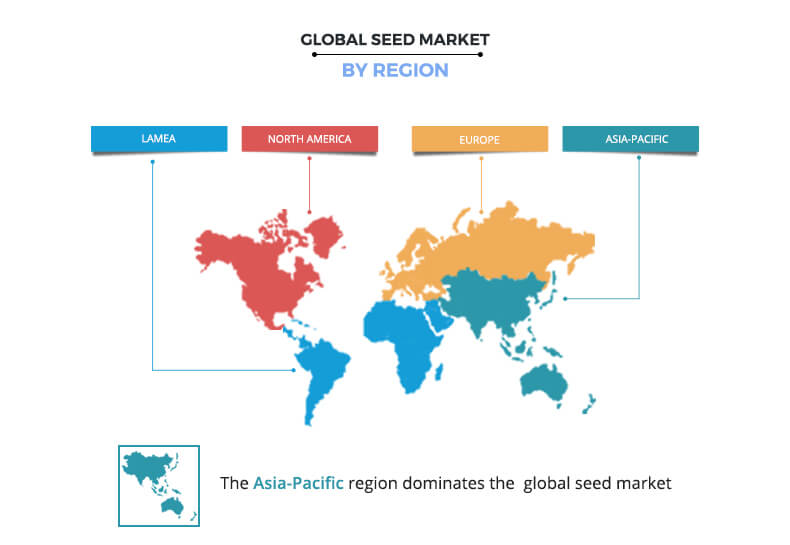 GLOBAL SEED MARKET
BY REGION
LAMEA
NORTH AMERICA
EUROPE
ASIA-PACIFIC
The Asia-Pacific region dominates the global seed market